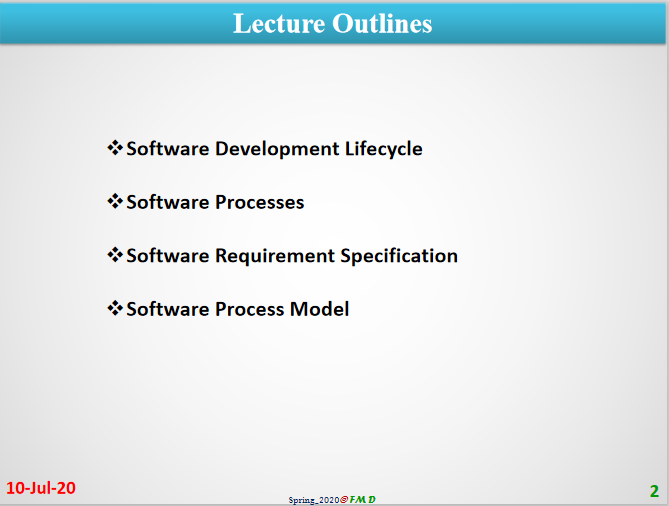 Lecture Outlines
❖Software Development Lifecycle
❖Software Processes
❖Software Requirement Specification
❖Software Process Model
10-Jul-20
Spring_2020@FMD
2